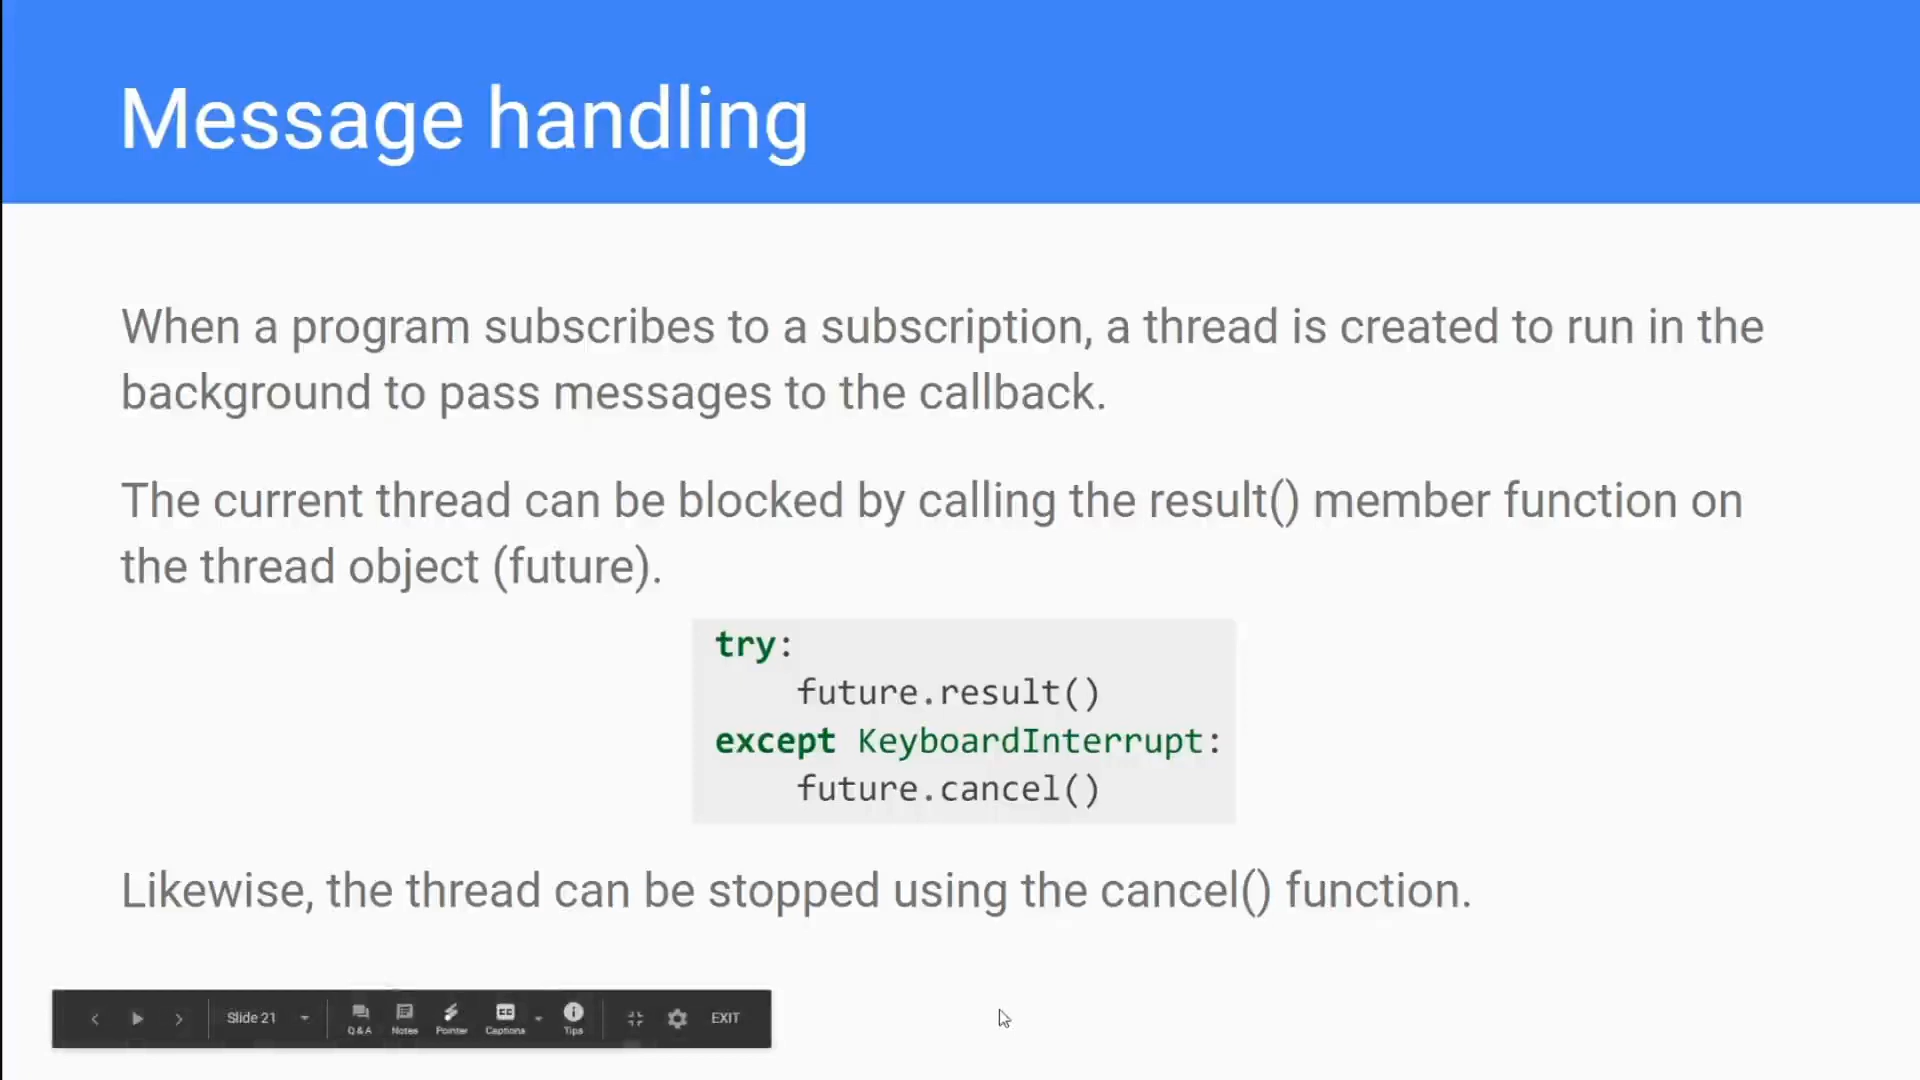 Message handling
When a program subscribes to a subscription, a thread is created to run in the
background to pass messages to the callback.
The current thread can be blocked by calling the result() member function on
the thread object (future).
try:
    future.result()
except KeyboardInterrupt:
    future.cancel()
Likewise, the thread can be stopped using the cancel() function.
Slide 21 Q&A Notes Pointer CC Captions Tips EXIT